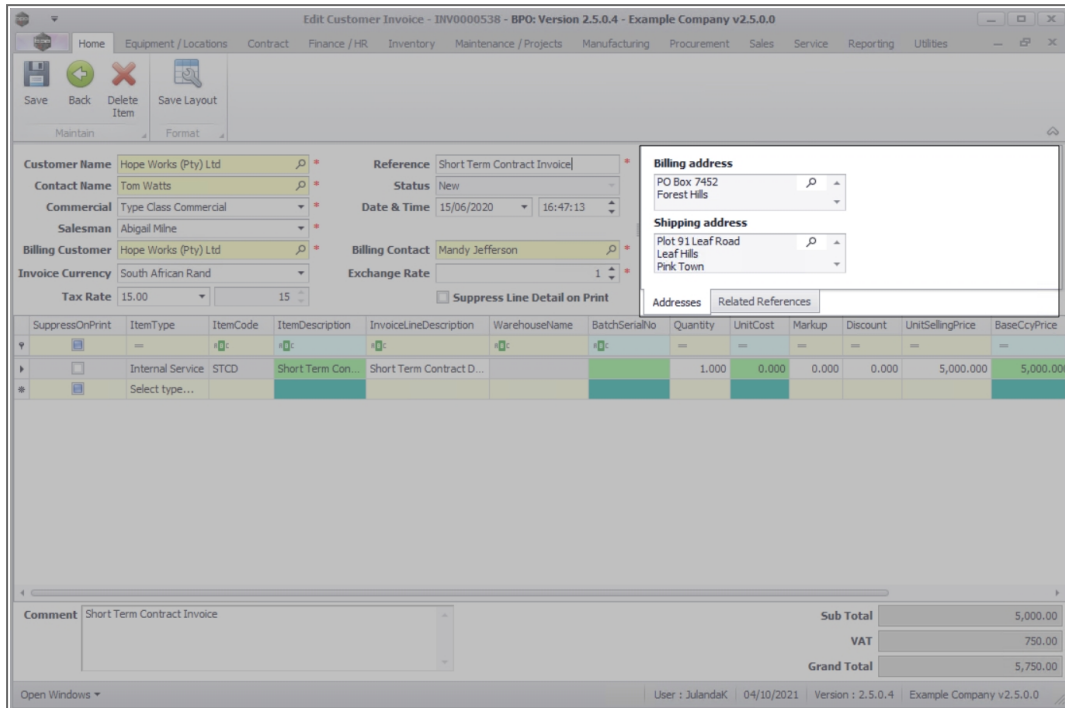 Edit Customer Invoice - INV0000538 - BPO: Version 2.5.0.4 - Example Company v2.5.0.0
Home Equipment / Locations Contract Finance / HR Inventory Maintenance / Projects Manufacturing Procurement Sales Service Reporting Utilities
Save Back Delete Item Save Layout
Maintain Format
Customer Name Hope Works (Pty) Ltd * Reference Short Term Contract Invoice *
Contact Name Tom Watts * Status New
Commercial Type Class Commercial * Date & Time 15/06/2020 16:47:13
Salesman Abigail Milne *
Billing Customer Hope Works (Pty) Ltd * Billing Contact Mandy Jefferson *
Invoice Currency South African Rand Exchange Rate 1 *
Tax Rate 15.00 15 Suppress Line Detail on Print
Billing address
PO Box 7452
Forest Hills
Shipping address
Plot 91 Leaf Road
Leaf Hills
Pink Town
Addresses Related References
SuppressOnPrint ItemType ItemCode ItemDescription InvoiceLineDescription WarehouseName BatchSerialNo Quantity UnitCost Markup Discount UnitSellingPrice BaseCcyPrice
= = = = = = =
Internal Service STCD Short Term Con... Short Term Contract D... 1.000 0.000 0.000 0.000 5,000.000 5,000.000
Select type...
Comment Short Term Contract Invoice
Sub Total 5,000.00
VAT 750.00
Grand Total 5,750.00
Open Windows User : JulandaK 04/10/2021 Version : 2.5.0.4 Example Company v2.5.0.0